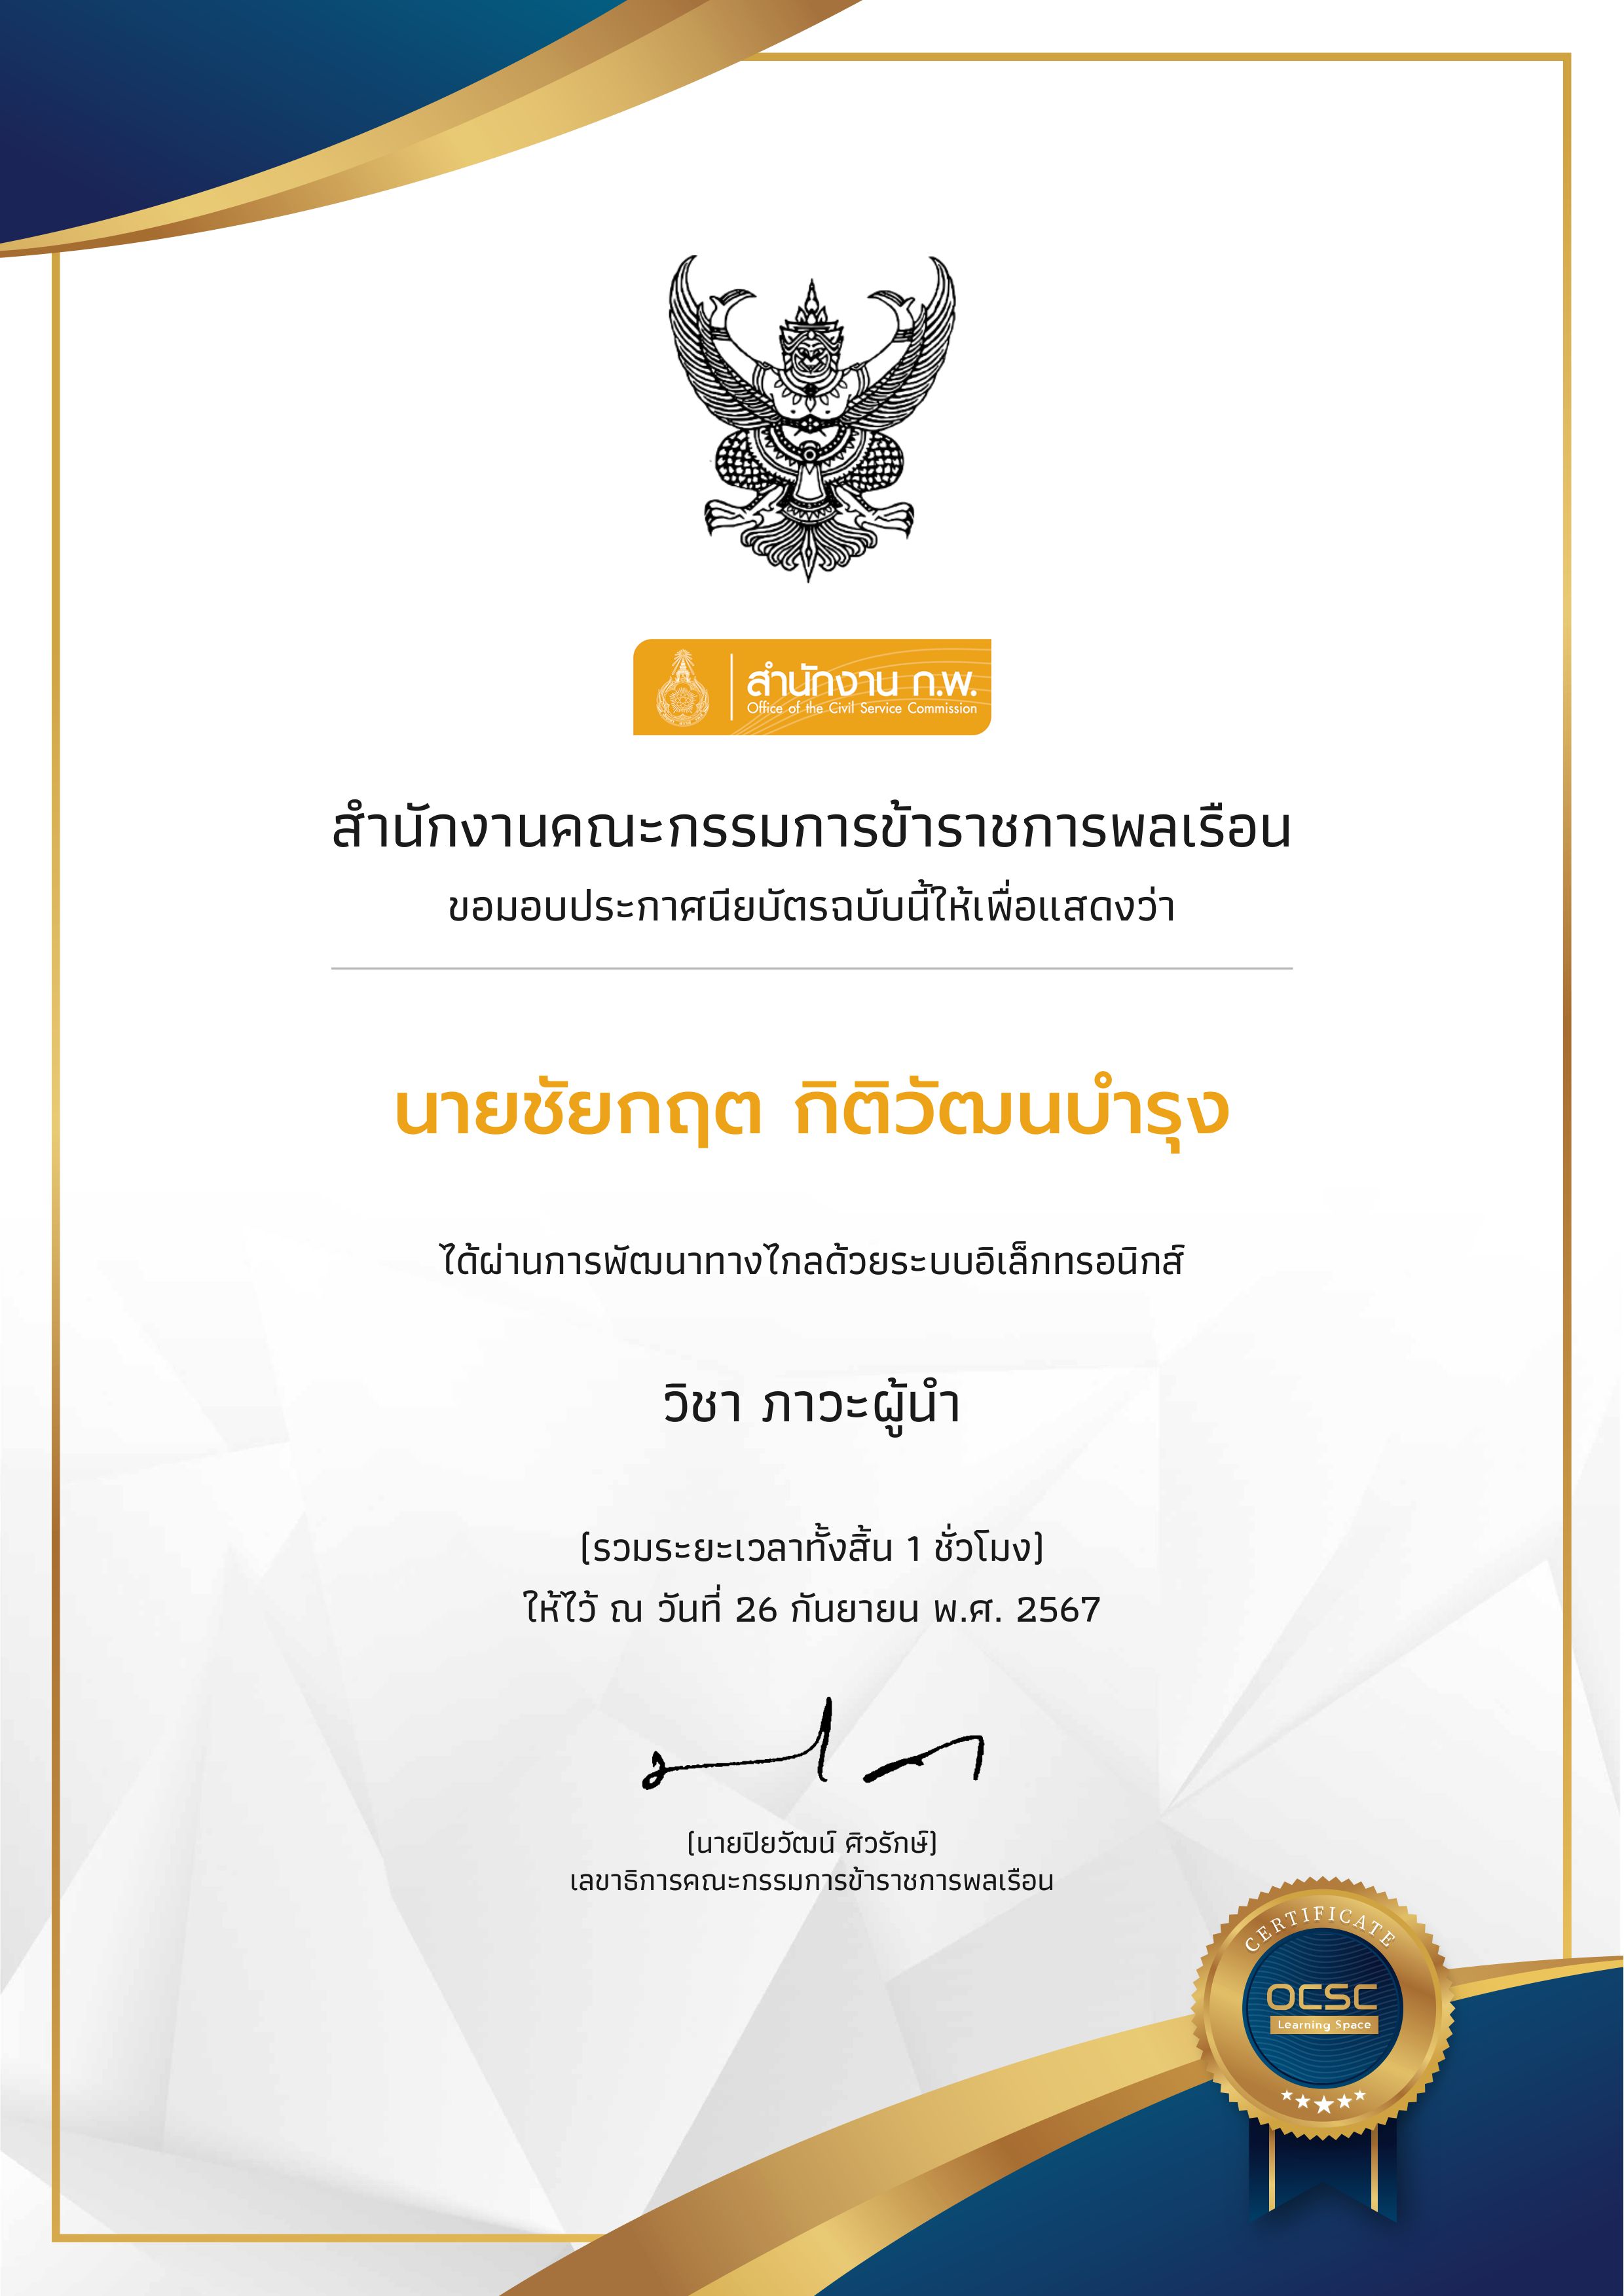 สำนักงาน ก.พ.
Office of the Civil Service Commission
สำนักงานคณะกรรมการข้าราชการพลเรือน
ขอมอบประกาศนียบัตรฉบับนี้ให้เพื่อแสดงว่า
นายชัยกฤต กิติวัฒนบำรุง
ได้ผ่านการพัฒนาทางไกลด้วยระบบอิเล็กทรอนิกส์
วิชา ภาวะผู้นำ
(รวมระยะเวลาทั้งสิ้น 1 ชั่วโมง)
ให้ไว้ ณ วันที่ 26 กันยายน พ.ศ. 2567
(นายปิยวัฒน์ ศิวรักษ์)
เลขาธิการคณะกรรมการข้าราชการพลเรือน
CERTIFICATE
OCSC
Learning Space